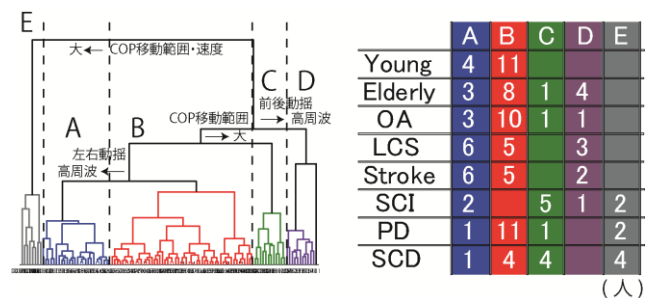 E
大← COP移動範囲・速度
C
D
前後動揺
→高周波
COP移動範囲
→大
A
B
左右動揺
高周波←
A B C D E
Young 4 11
Elderly 3 8 1 4
OA 3 10 1 1
LCS 6 5 3
Stroke 6 5 2
SCI 2 5 1 2
PD 1 11 1 2
SCD 1 4 4 4
(人)